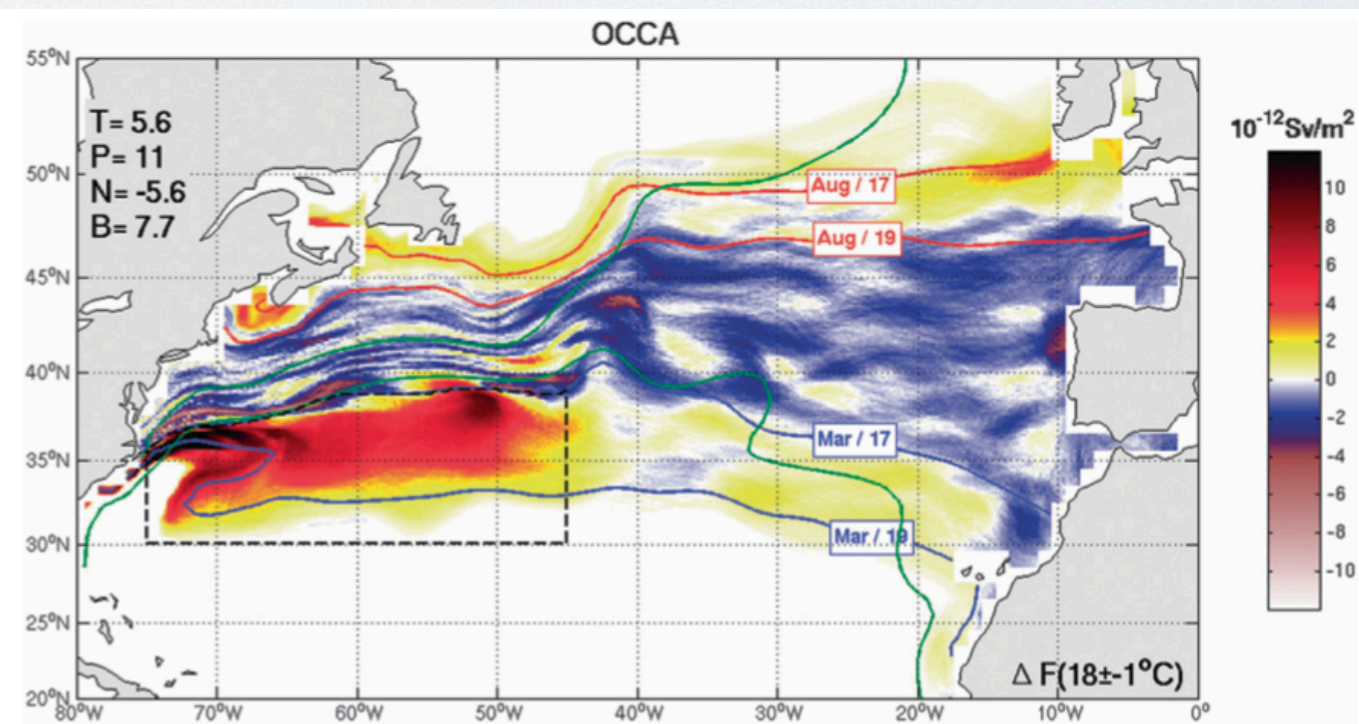 OCCA
55°N
50°N
45°N
40°N
35°N
30°N
25°N
20°N
T= 5.6
P= 11
N= -5.6
B= 7.7
Aug / 17
Aug / 19
Mar / 17
Mar / 19
Δ F(18±-1°C)
80°W 70°W 60°W 50°W 40°W 30°W 20°W 10°W 0°
10⁻¹²Sv/m²
10
8
6
4
2
0
-2
-4
-6
-8
-10